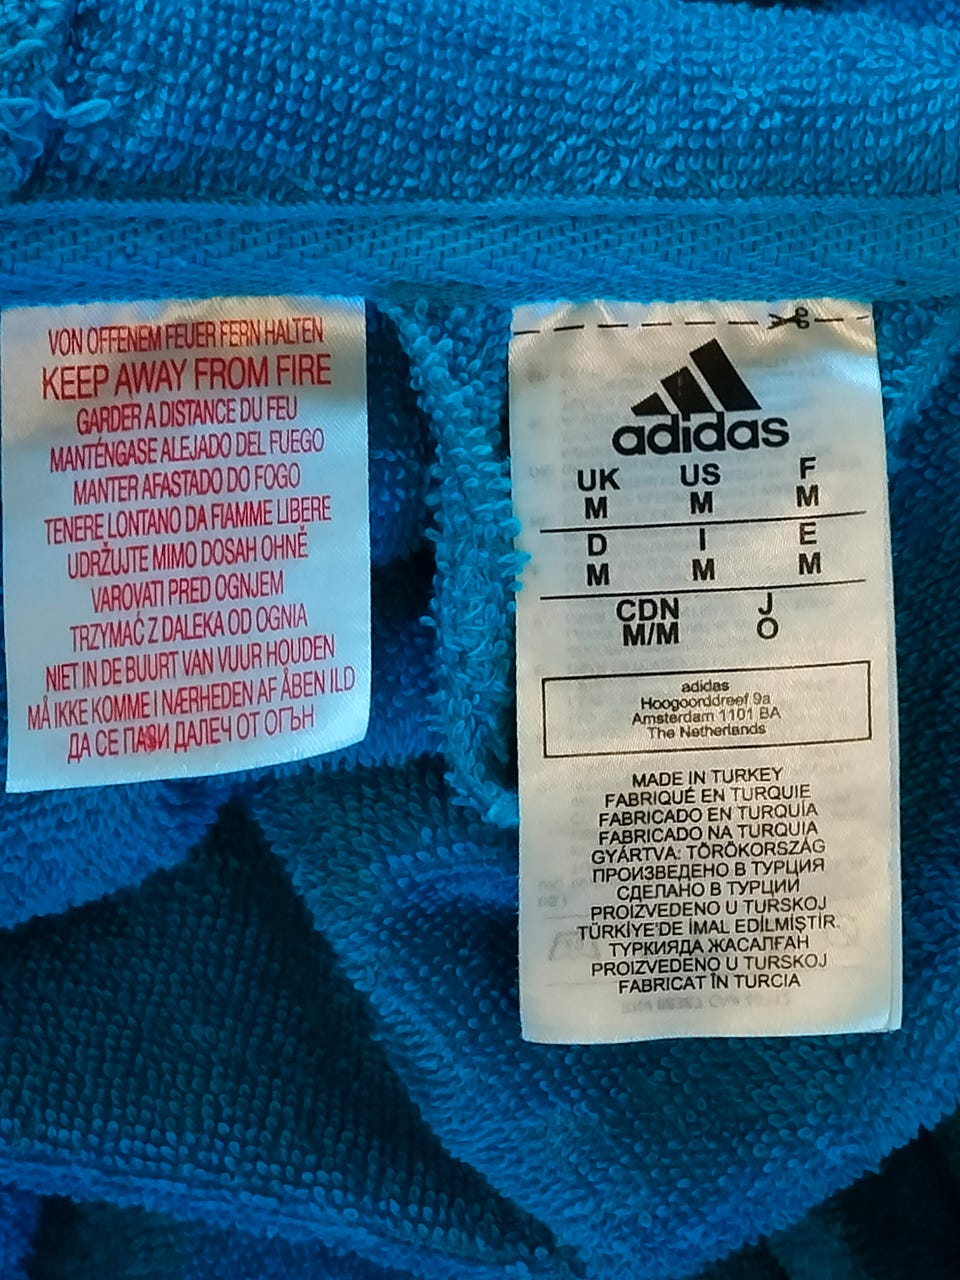 VON OFFENEM FEUER FERN HALTEN
KEEP AWAY FROM FIRE
GARDER A DISTANCE DU FEU
MANTÉNGASE ALEJADO DEL FUEGO
MANTER AFASTADO DO FOGO
TENERE LONTANO DA FIAMME LIBERE
UDRŽUJTE MIMO DOSAH OHNĚ
VAROVATI PRED OGNJEM
TRZYMAĆ Z DALEKA OD OGNIA
NIET IN DE BUURT VAN VUUR HOUDEN
MÅ IKKE KOMME I NÆRHEDEN AF ÅBEN ILD
ДА СЕ ПАЗИ ДАЛЕЧ ОТ ОГЪН
adidas
UK US F
M M M
D I E
M M M
CDN J
M/M O
adidas
Hoogoorddreef 9a
Amsterdam 1101 BA
The Netherlands
MADE IN TURKEY
FABRIQUÉ EN TURQUIE
FABRICADO EN TURQUÍA
FABRICADO NA TURQUIA
GYÁRTVA: TÖRÖKORSZÁG
ПРОИЗВЕДЕНО В ТУРЦИЯ
СДЕЛАНО В ТУРЦИИ
PROIZVEDENO U TURSKOJ
TÜRKİYE'DE İMAL EDİLMİŞTİR.
ТУРКИЯДА ЖАСАЛҒАН
PROIZVEDENO U TURSKOJ
FABRICAT ÎN TURCIA